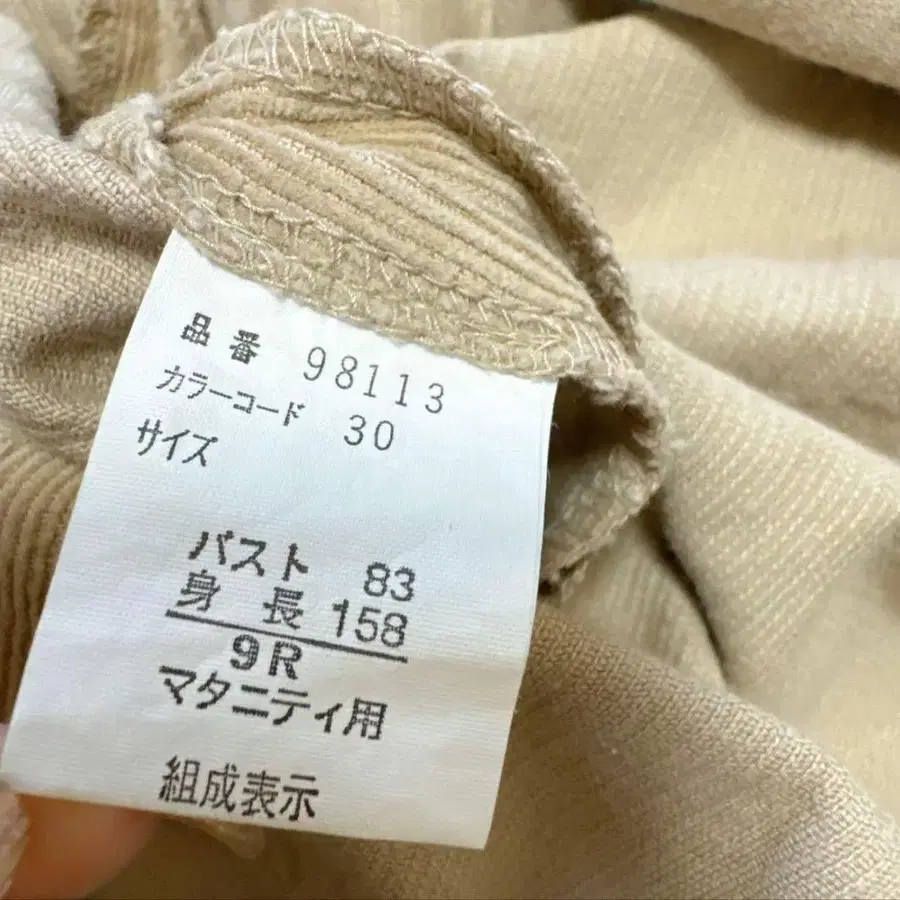 品番 98113
カラーコード 30
サイズ
バスト 83
身長 158
9R
マタニティ用
組成表示